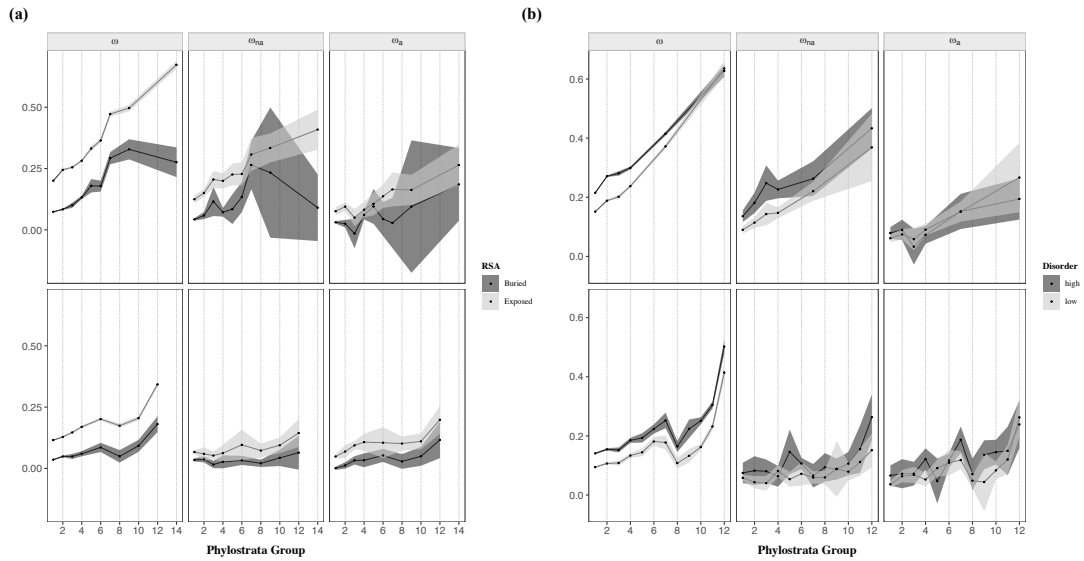 (a)
(b)
ω ωna ωa
ω ωna ωa
0.50
0.25
0.00
0.6
0.4
0.2
0.0
RSA
Buried
Exposed
Disorder
high
low
0.50
0.25
0.00
0.6
0.4
0.2
0.0
2 4 6 8 10 12 14 2 4 6 8 10 12 14 2 4 6 8 10 12 14
2 4 6 8 10 12 2 4 6 8 10 12 2 4 6 8 10 12
Phylostrata Group
Phylostrata Group